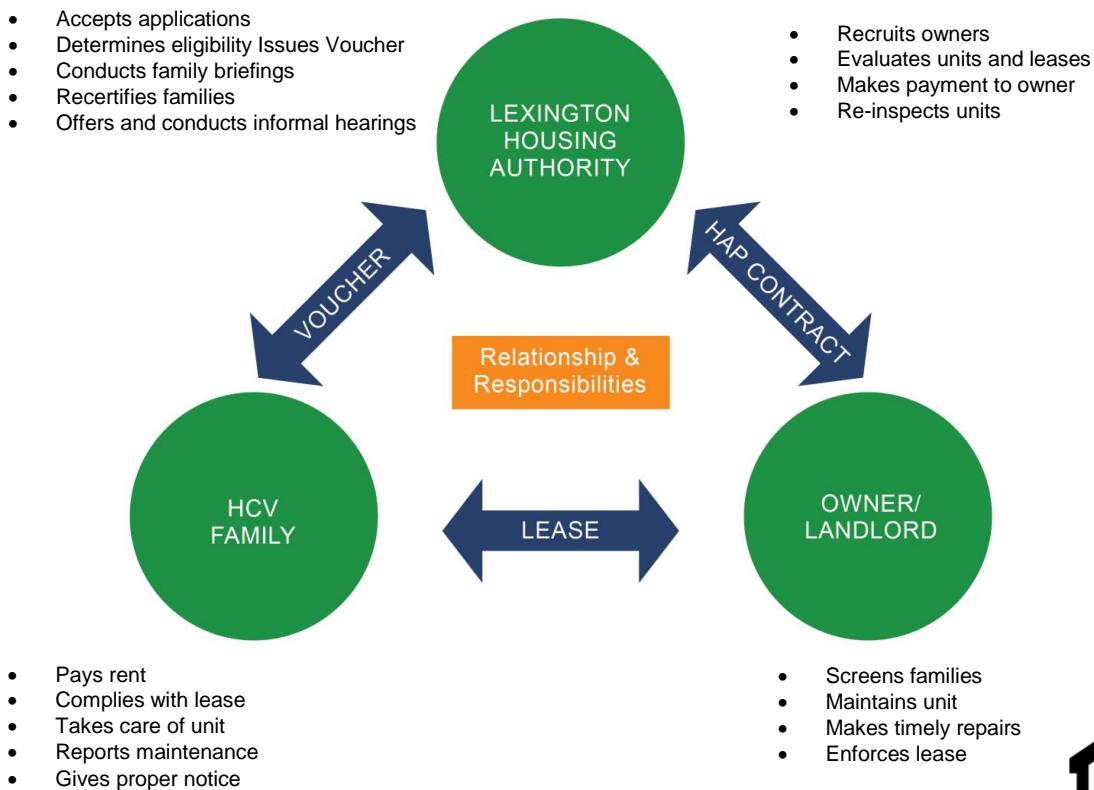 • Accepts applications
• Determines eligibility Issues Voucher
• Conducts family briefings
• Recertifies families
• Offers and conducts informal hearings
• Recruits owners
• Evaluates units and leases
• Makes payment to owner
• Re-inspects units
LEXINGTON
HOUSING
AUTHORITY
VOUCHER
HAP CONTRACT
Relationship &
Responsibilities
HCV
FAMILY
LEASE
OWNER/
LANDLORD
• Pays rent
• Complies with lease
• Takes care of unit
• Reports maintenance
• Gives proper notice
• Screens families
• Maintains unit
• Makes timely repairs
• Enforces lease